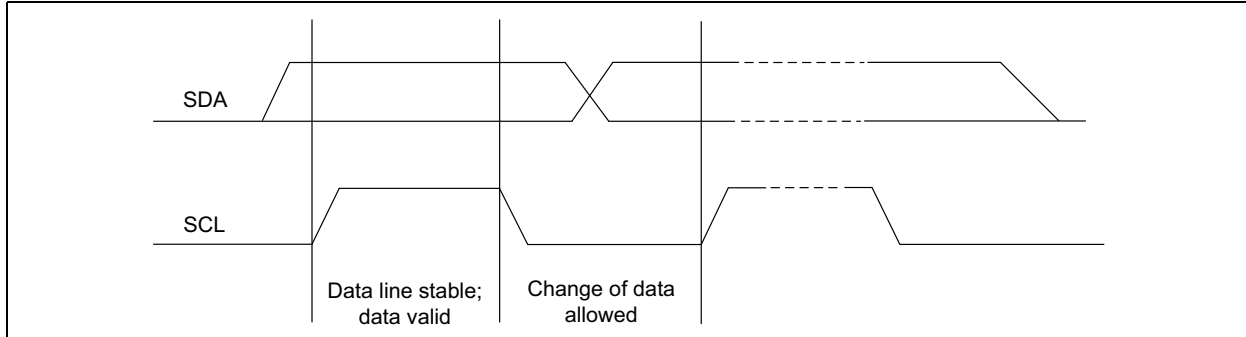 SDA
SCL
Data line stable;
data valid
Change of data
allowed